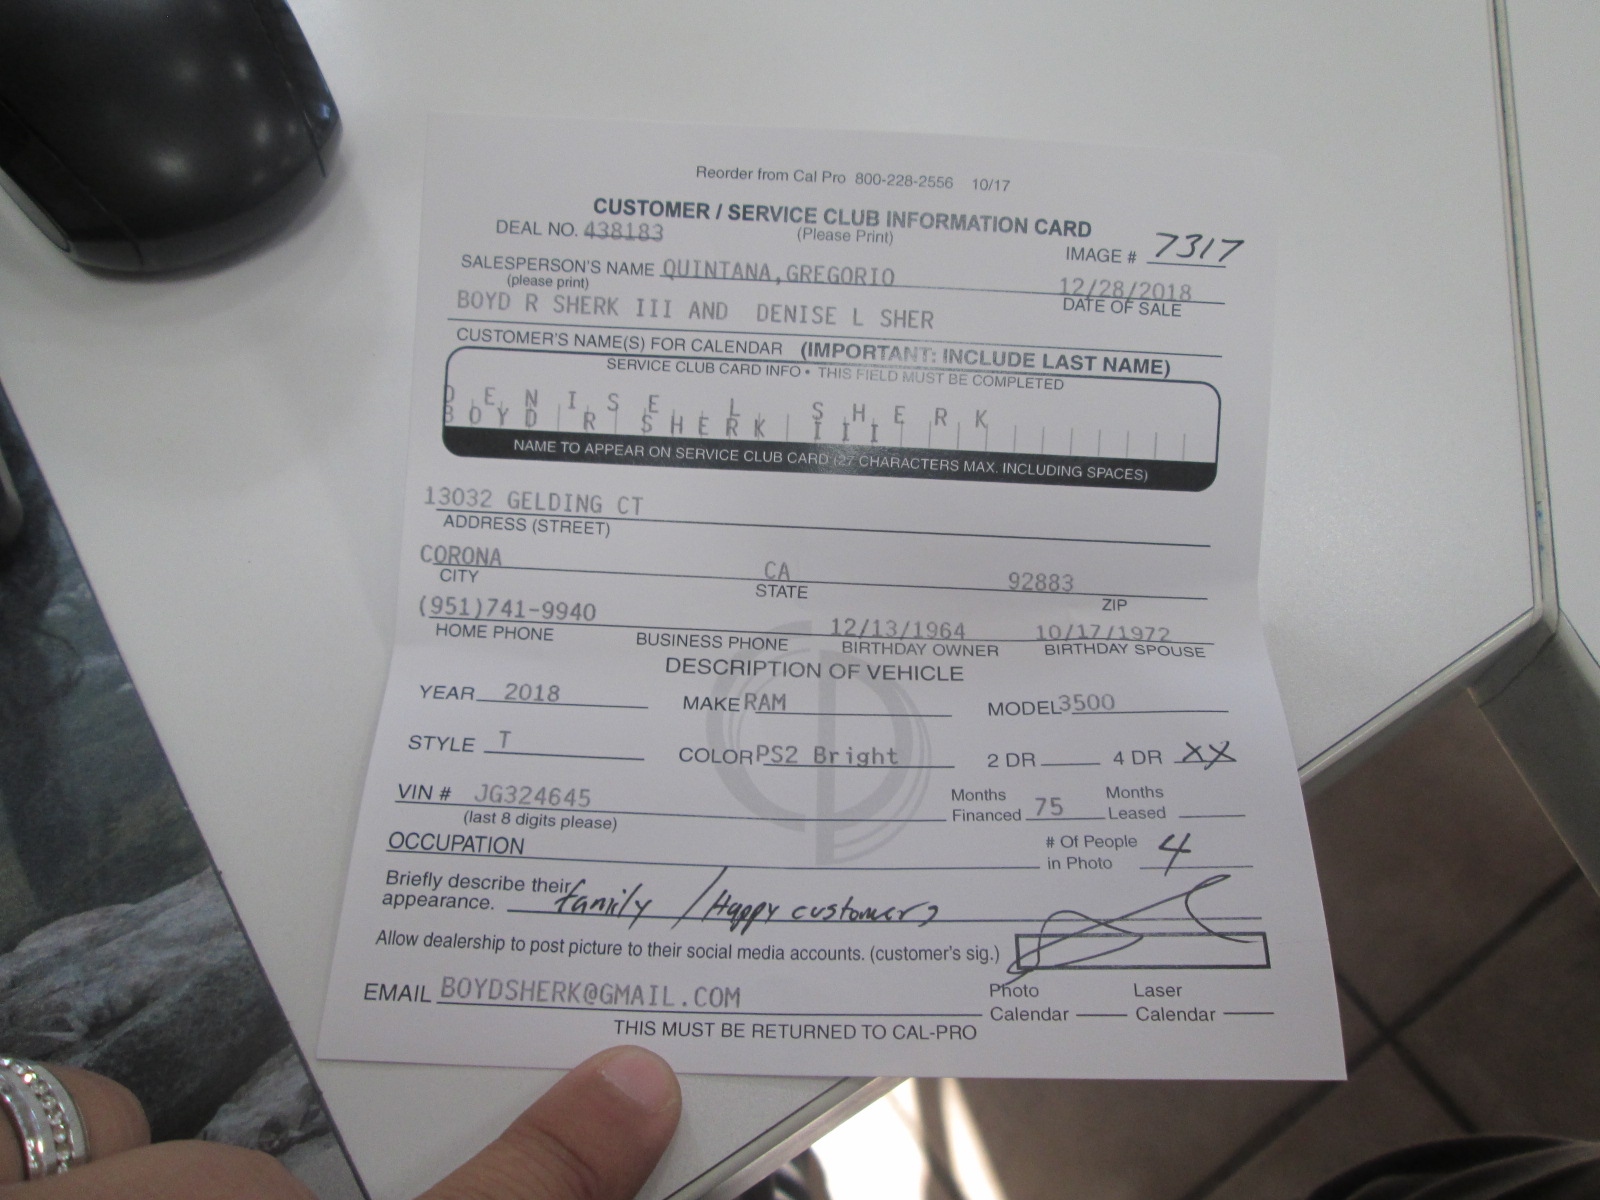 Reorder from Cal Pro 800-228-2556 10/17
CUSTOMER / SERVICE CLUB INFORMATION CARD
DEAL NO. 438183 (Please Print) IMAGE # 7317
SALESPERSON'S NAME QUINTANA,GREGORIO 12/28/2018
(please print) DATE OF SALE
BOYD R SHERK III AND DENISE L SHER
CUSTOMER'S NAME(S) FOR CALENDAR (IMPORTANT: INCLUDE LAST NAME)
SERVICE CLUB CARD INFO • THIS FIELD MUST BE COMPLETED
DENISE L SHERK
BOYD R SHERK III
NAME TO APPEAR ON SERVICE CLUB CARD (27 CHARACTERS MAX. INCLUDING SPACES)
13032 GELDING CT
ADDRESS (STREET)
CORONA CA 92883
CITY STATE ZIP
(951)741-9940 12/13/1964 10/17/1972
HOME PHONE BUSINESS PHONE BIRTHDAY OWNER BIRTHDAY SPOUSE
DESCRIPTION OF VEHICLE
YEAR 2018 MAKE RAM MODEL 3500
STYLE T COLOR PS2 Bright 2 DR 4 DR XX
VIN # JG324645 Months Financed 75 Months Leased
(last 8 digits please)
OCCUPATION # Of People in Photo 4
Briefly describe their
appearance. family / Happy customers
Allow dealership to post picture to their social media accounts. (customer's sig.)
EMAIL BOYDSHERK@GMAIL.COM Photo Calendar Laser Calendar
THIS MUST BE RETURNED TO CAL-PRO